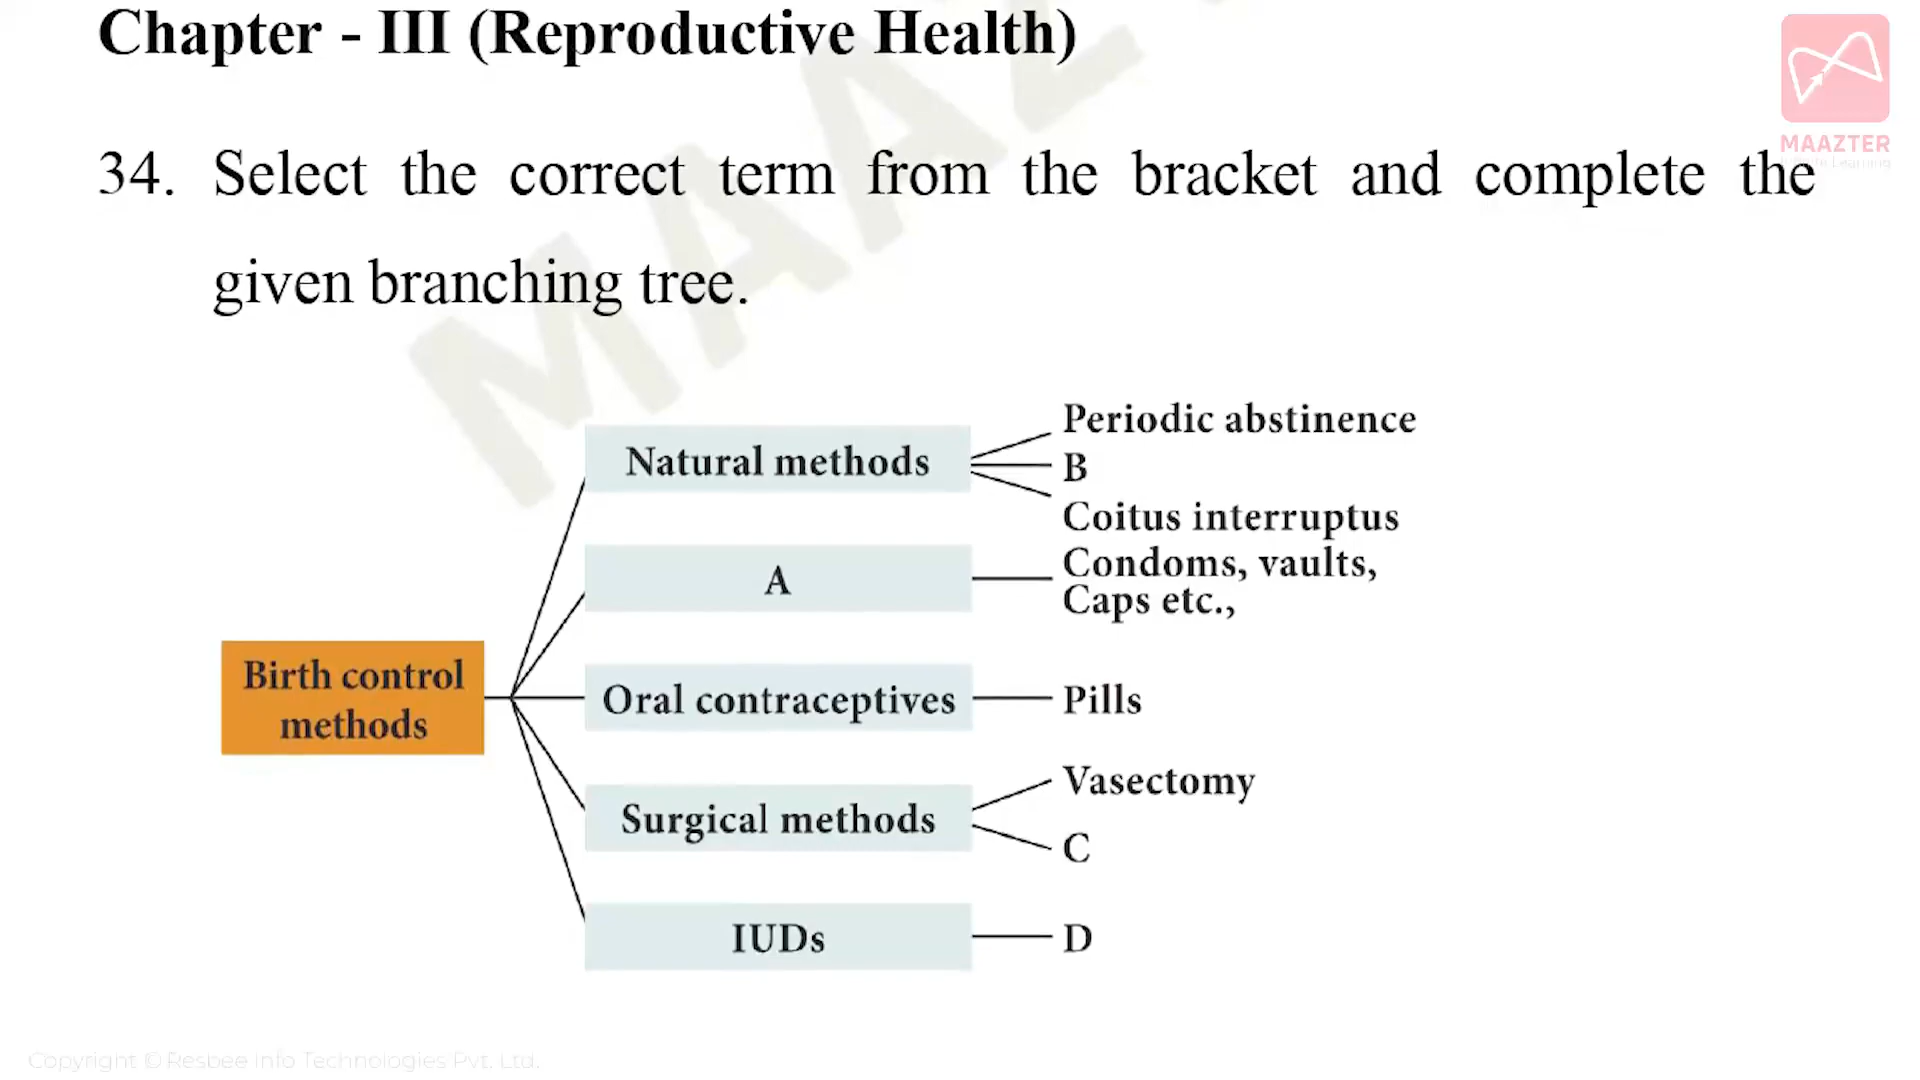 Chapter - III (Reproductive Health)
MAAZTER
34. Select the correct term from the bracket and complete the
given branching tree.
MAAZ
Birth control
methods
Natural methods
Periodic abstinence
B
Coitus interruptus
A
Condoms, vaults,
Caps etc.,
Oral contraceptives
Pills
Surgical methods
Vasectomy
C
IUDs
D
Copyright © Resbee Info Technologies Pvt. Ltd.